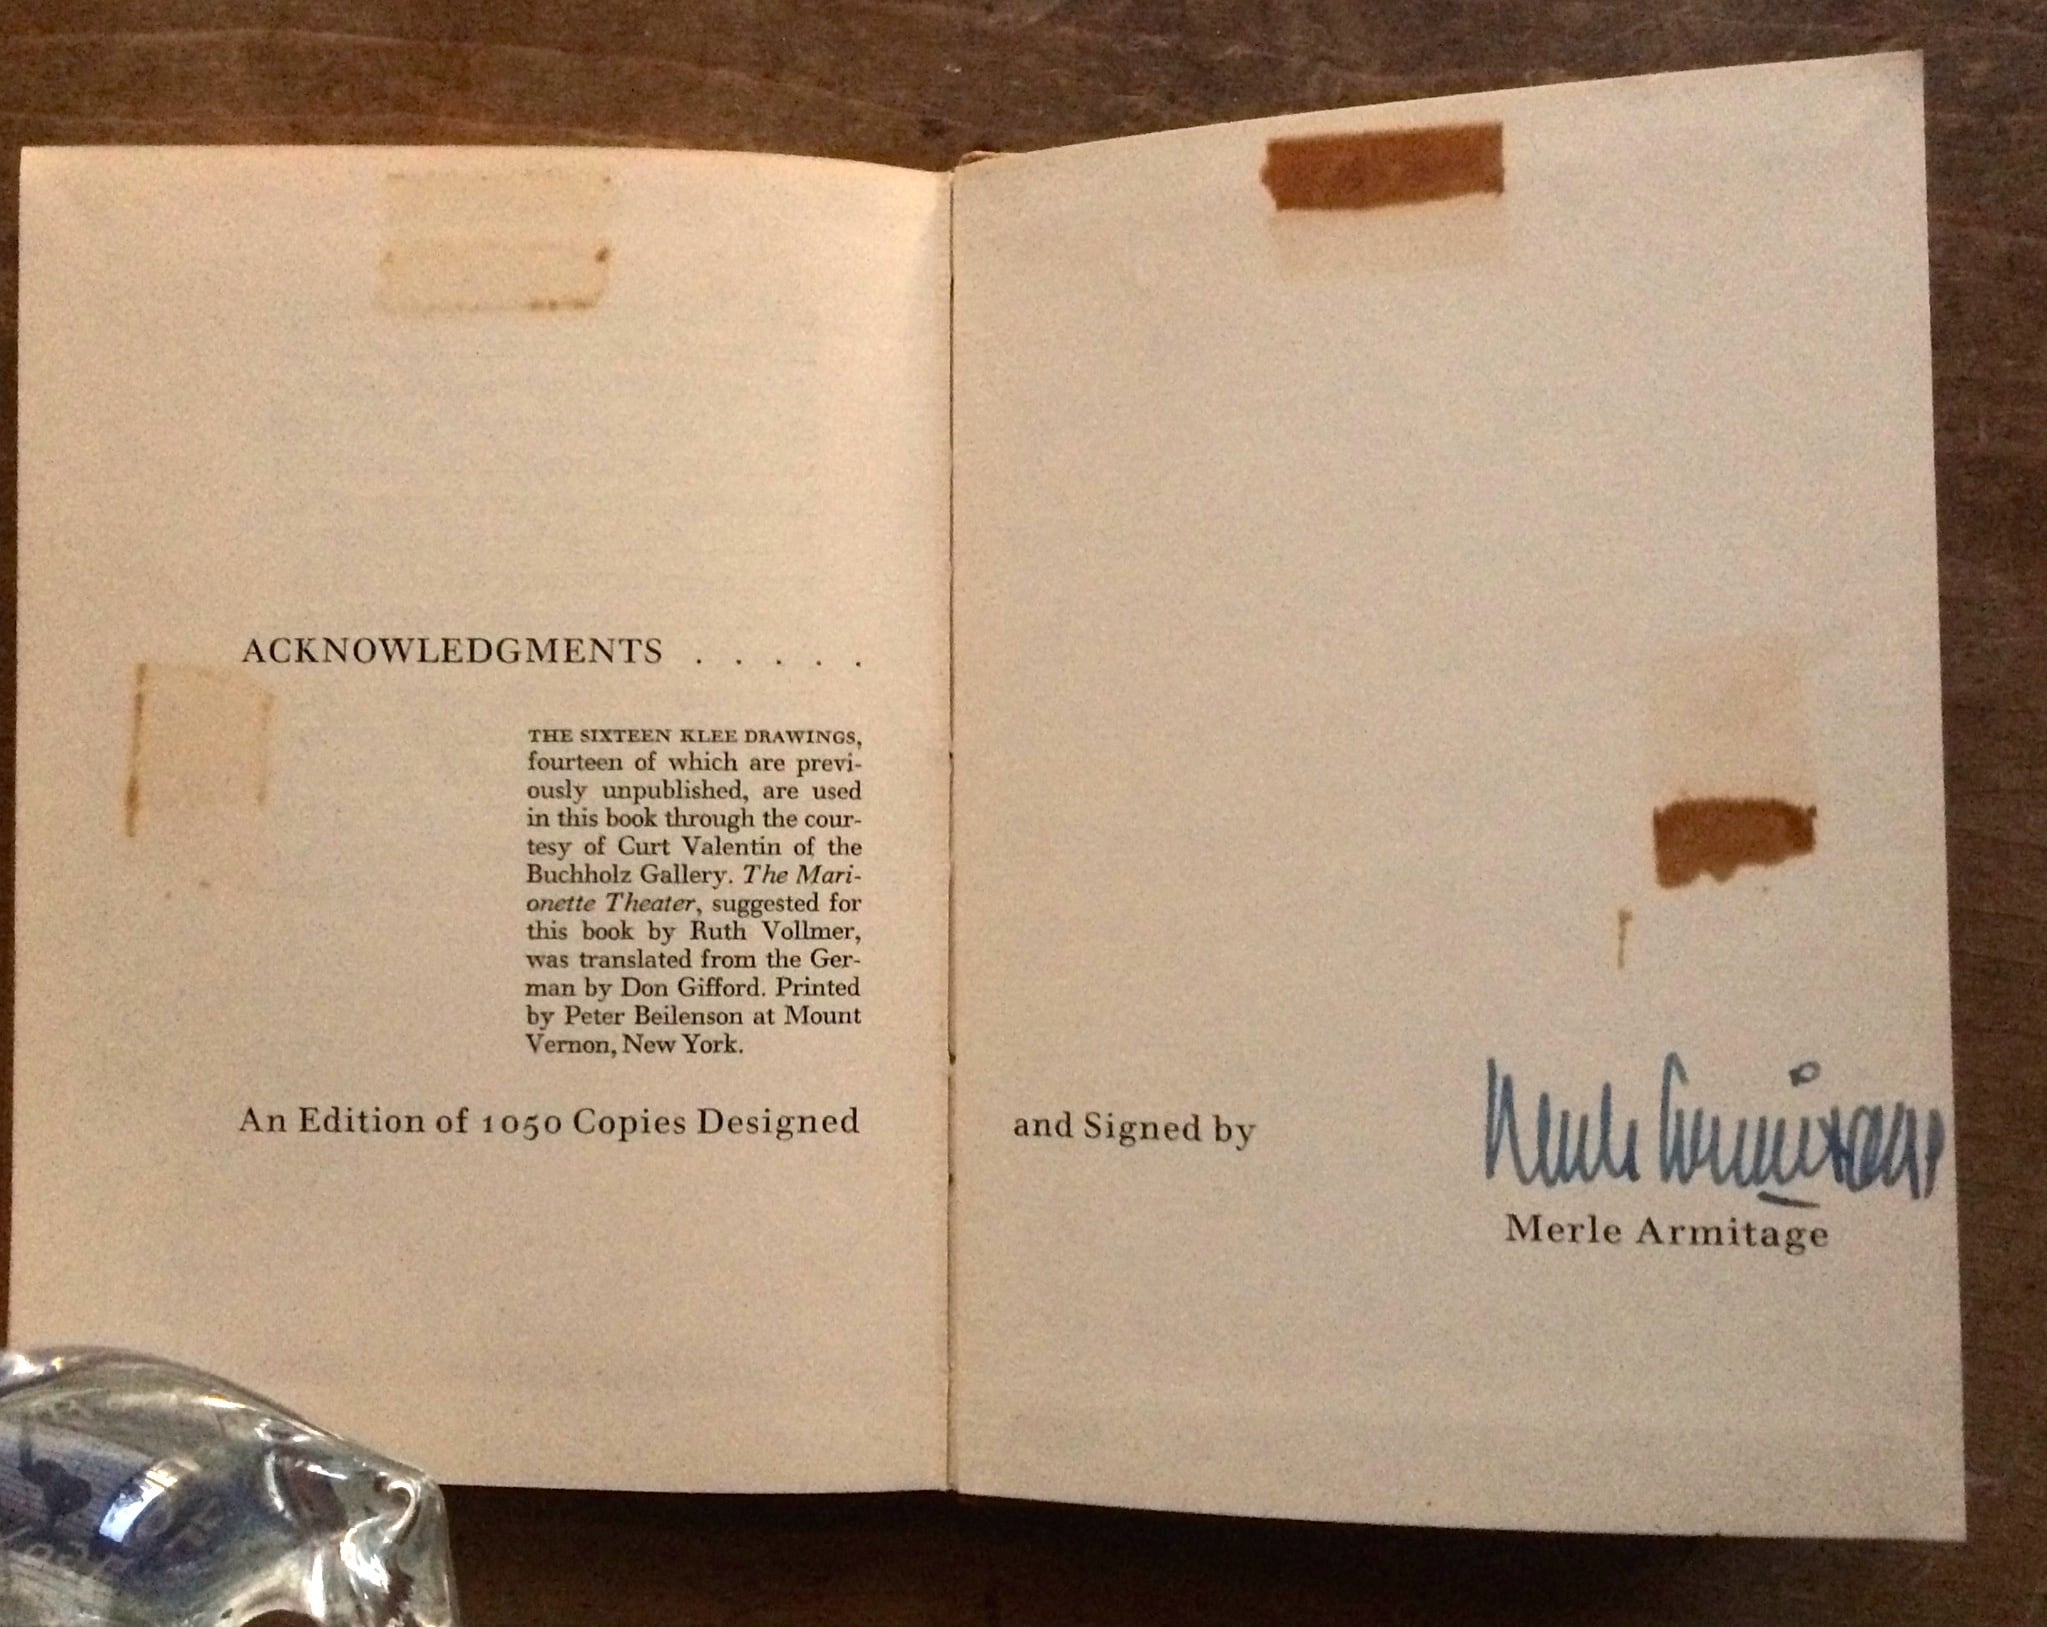 ACKNOWLEDGMENTS . . . . .
THE SIXTEEN KLEE DRAWINGS,
fourteen of which are previ-
ously unpublished, are used
in this book through the cour-
tesy of Curt Valentin of the
Buchholz Gallery. The Mari-
onette Theater, suggested for
this book by Ruth Vollmer,
was translated from the Ger-
man by Don Gifford. Printed
by Peter Beilenson at Mount
Vernon, New York.
An Edition of 1050 Copies Designed
and Signed by
Merle Armitage
Merle Armitage
OF